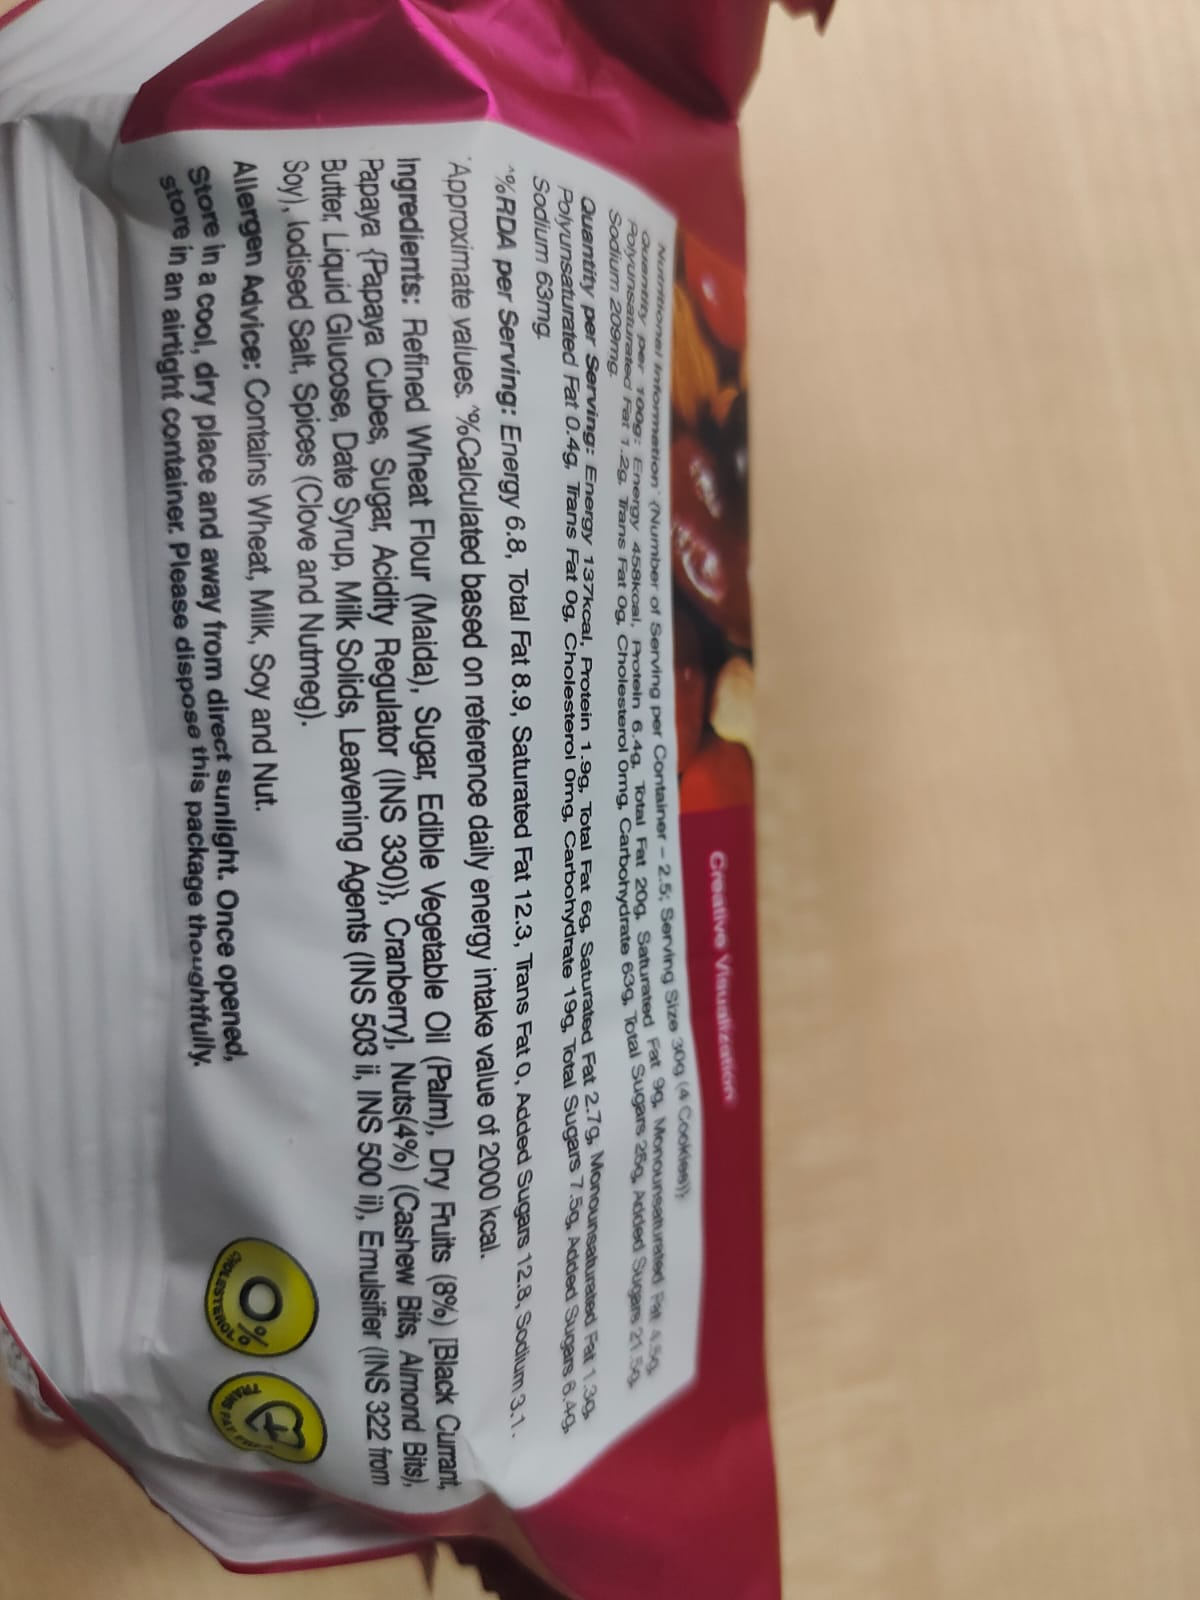 Creative Visualization
Nutritional Information* (Number of Serving per Container – 2.5; Serving Size 30g (4 Cookies)):
Quantity per 100g: Energy 458kcal, Protein 6.4g, Total Fat 20g, Saturated Fat 9g, Monounsaturated Fat 4.5g,
Polyunsaturated Fat 1.2g, Trans Fat 0g, Cholesterol 0mg, Carbohydrate 63g, Total Sugars 25g, Added Sugars 21.5g,
Sodium 209mg.
Quantity per Serving: Energy 137kcal, Protein 1.9g, Total Fat 6g, Saturated Fat 2.7g, Monounsaturated Fat 1.3g,
Polyunsaturated Fat 0.4g, Trans Fat 0g, Cholesterol 0mg, Carbohydrate 19g, Total Sugars 7.5g, Added Sugars 6.4g,
Sodium 63mg.
^%RDA per Serving: Energy 6.8, Total Fat 8.9, Saturated Fat 12.3, Trans Fat 0, Added Sugars 12.8, Sodium 3.1.
*Approximate values. ^%Calculated based on reference daily energy intake value of 2000 kcal.
Ingredients: Refined Wheat Flour (Maida), Sugar, Edible Vegetable Oil (Palm), Dry Fruits (8%) [Black Currant,
Papaya {Papaya Cubes, Sugar, Acidity Regulator (INS 330)}, Cranberry], Nuts(4%) (Cashew Bits, Almond Bits),
Butter, Liquid Glucose, Date Syrup, Milk Solids, Leavening Agents (INS 503 ii, INS 500 ii), Emulsifier (INS 322 from
Soy), Iodised Salt, Spices (Clove and Nutmeg).
Allergen Advice: Contains Wheat, Milk, Soy and Nut.
Store in a cool, dry place and away from direct sunlight. Once opened,
store in an airtight container. Please dispose this package thoughtfully.
0%
CHOLESTEROL
TRANS FAT FREE